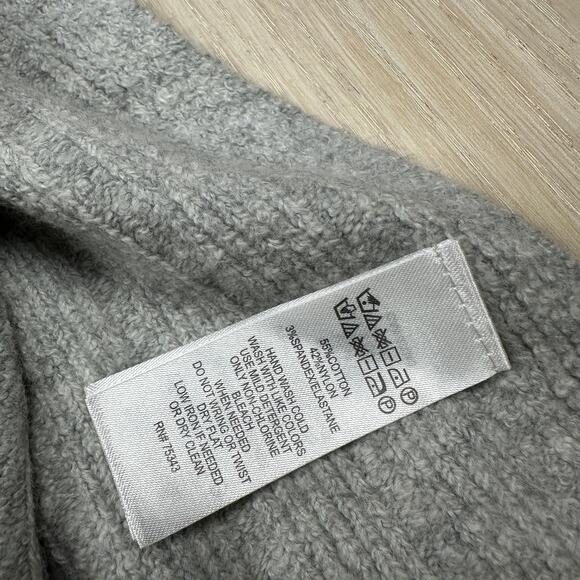 55%COTTON
42%NYLON
3%SPANDEX/ELASTANE
HAND WASH COLD
WASH WITH LIKE COLORS
USE MILD DETERGENT
ONLY NON-CHLORINE
BLEACH
WHEN NEEDED
DO NOT WRING OR TWIST
DRY FLAT
LOW IRON IF NEEDED
OR DRY CLEAN
RN# 75343